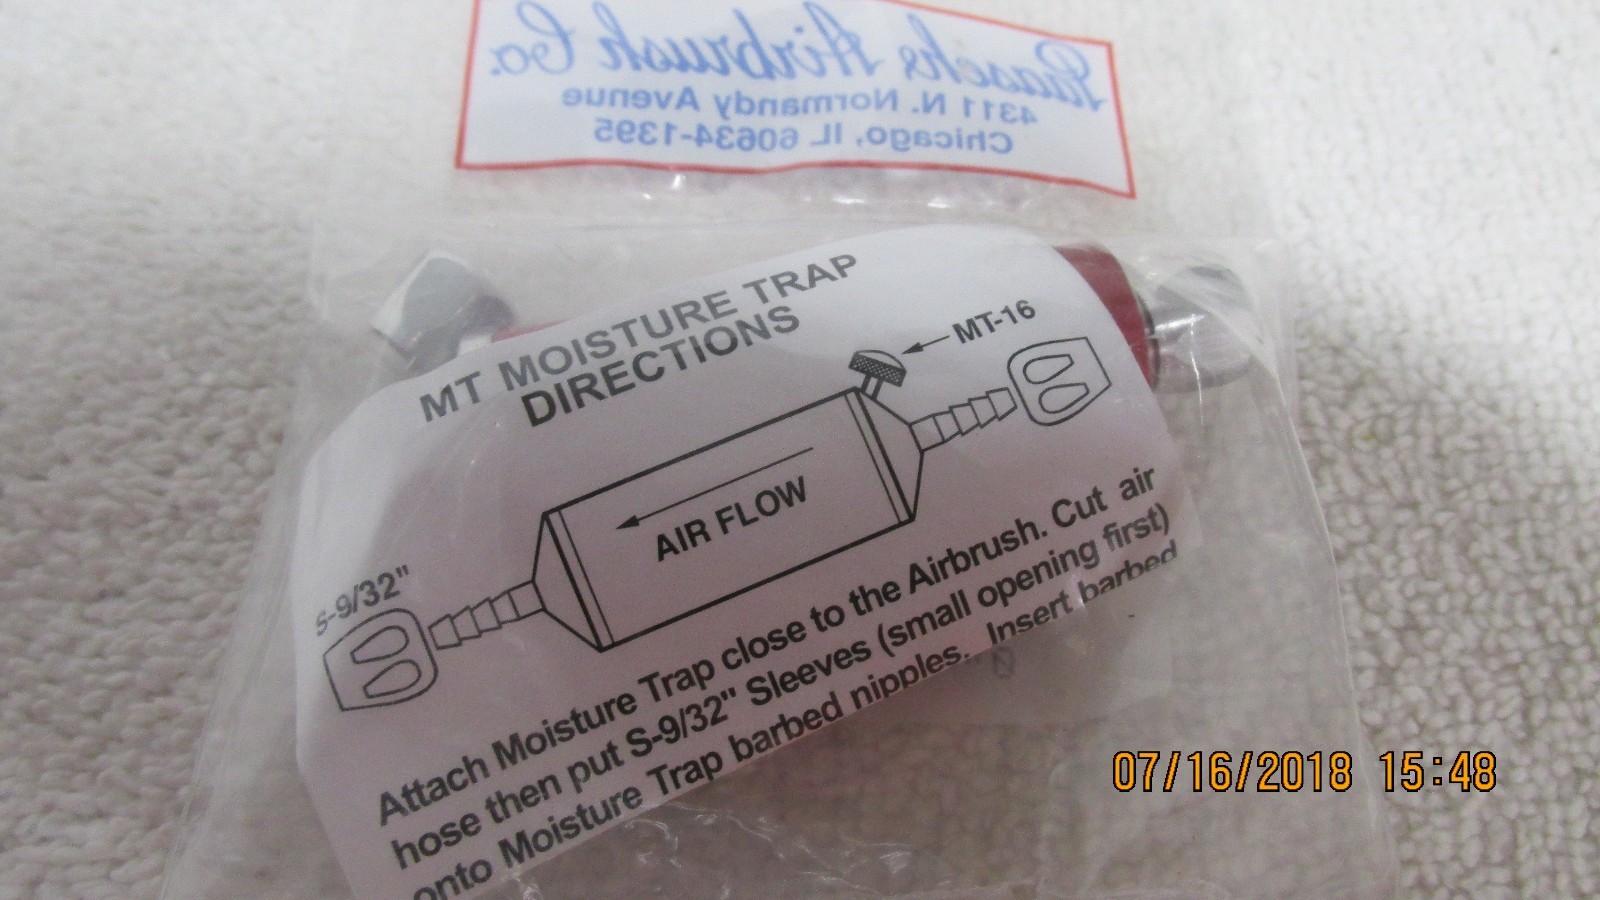 Paasche Airbrush Co.
4311 N. Normandy Avenue
Chicago, IL 60634-1395
MT MOISTURE TRAP
DIRECTIONS
MT-16
AIR FLOW
S-9/32"
Attach Moisture Trap close to the Airbrush. Cut air
hose then put S-9/32" Sleeves (small opening first)
onto Moisture Trap barbed nipples. Insert barbed
07/16/2018 15:48